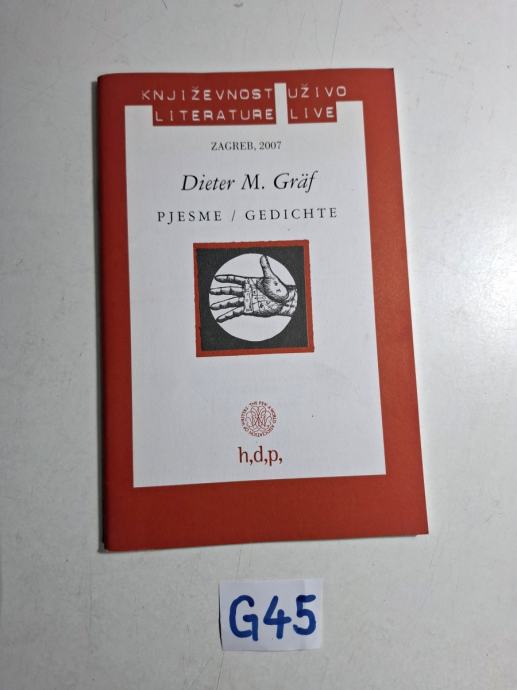 KNJIŽEVNOST UŽIVO
LITERATURE LIVE
ZAGREB, 2007
Dieter M. Gräf
PJESME / GEDICHTE
h,d,p,
G45